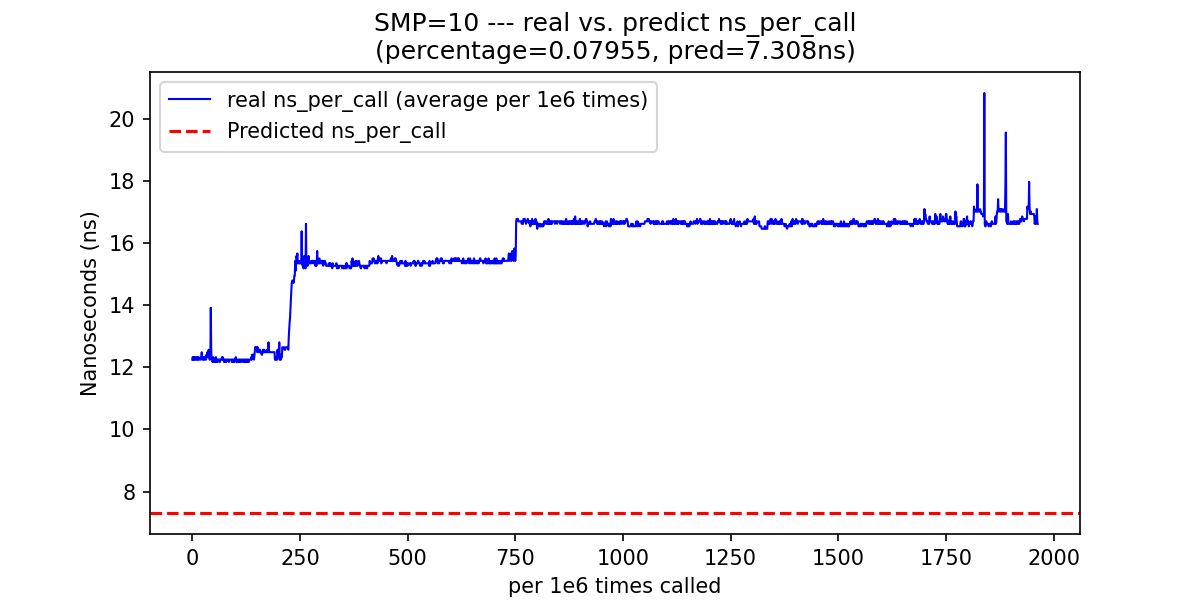 SMP=10 --- real vs. predict ns_per_call
(percentage=0.07955, pred=7.308ns)
real ns_per_call (average per 1e6 times)
Predicted ns_per_call
Nanoseconds (ns)
20
18
16
14
12
10
8
0 250 500 750 1000 1250 1500 1750 2000
per 1e6 times called